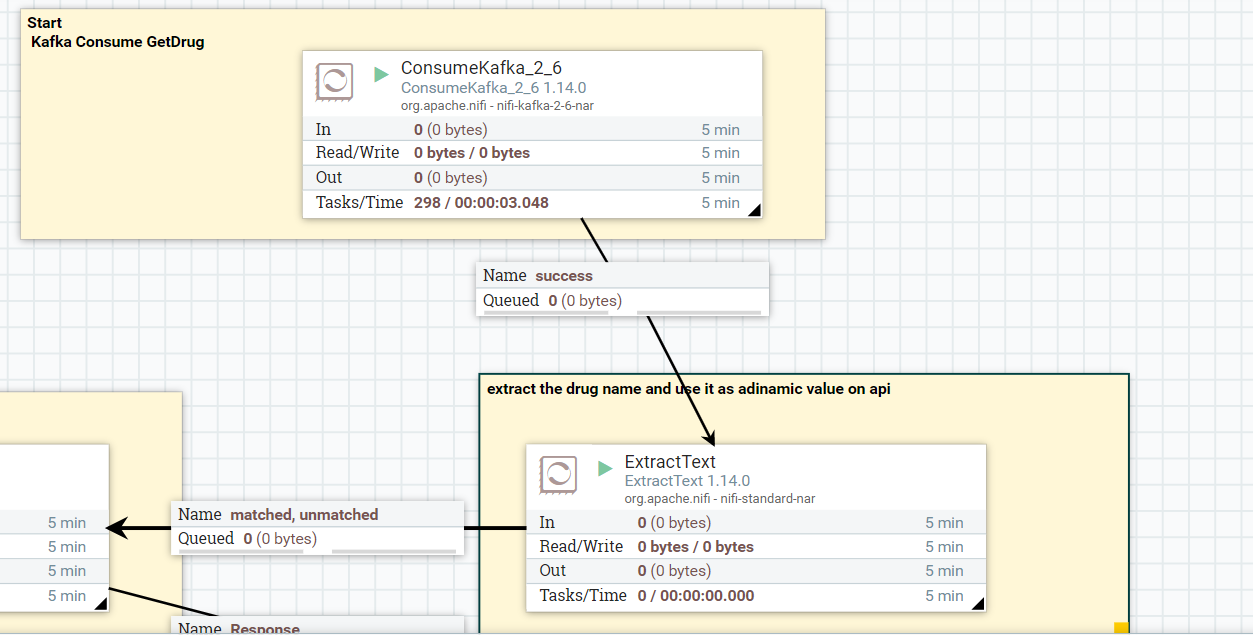 Start
Kafka Consume GetDrug
ConsumeKafka_2_6
ConsumeKafka_2_6 1.14.0
org.apache.nifi - nifi-kafka-2-6-nar
In 0 (0 bytes) 5 min
Read/Write 0 bytes / 0 bytes 5 min
Out 0 (0 bytes) 5 min
Tasks/Time 298 / 00:00:03.048 5 min
Name success
Queued 0 (0 bytes)
extract the drug name and use it as adinamic value on api
ExtractText
ExtractText 1.14.0
org.apache.nifi - nifi-standard-nar
In 0 (0 bytes) 5 min
Read/Write 0 bytes / 0 bytes 5 min
Out 0 (0 bytes) 5 min
Tasks/Time 0 / 00:00:00.000 5 min
Name matched, unmatched
Queued 0 (0 bytes)
5 min
5 min
5 min
5 min
Name Response